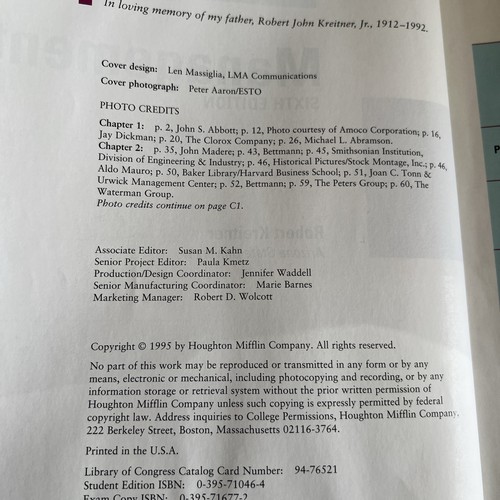 In loving memory of my father, Robert John Kreitner, Jr., 1912–1992.
Cover design: Len Massiglia, LMA Communications
Cover photograph: Peter Aaron/ESTO
PHOTO CREDITS
Chapter 1: p. 2, John S. Abbott; p. 12, Photo courtesy of Amoco Corporation; p. 16,
Jay Dickman; p. 20, The Clorox Company; p. 26, Michael L. Abramson.
Chapter 2: p. 35, John Madere; p. 43, Bettmann; p. 45, Smithsonian Institution,
Division of Engineering & Industry; p. 46, Historical Pictures/Stock Montage, Inc.; p. 46,
Aldo Mauro; p. 50, Baker Library/Harvard Business School; p. 51, Joan C. Tonn &
Urwick Management Center; p. 52, Bettmann; p. 59, The Peters Group; p. 60, The
Waterman Group.
Photo credits continue on page C1.
Associate Editor: Susan M. Kahn
Senior Project Editor: Paula Kmetz
Production/Design Coordinator: Jennifer Waddell
Senior Manufacturing Coordinator: Marie Barnes
Marketing Manager: Robert D. Wolcott
Copyright © 1995 by Houghton Mifflin Company. All rights reserved.
No part of this work may be reproduced or transmitted in any form or by any
means, electronic or mechanical, including photocopying and recording, or by any
information storage or retrieval system without the prior written permission of
Houghton Mifflin Company unless such copying is expressly permitted by federal
copyright law. Address inquiries to College Permissions, Houghton Mifflin Company,
222 Berkeley Street, Boston, Massachusetts 02116-3764.
Printed in the U.S.A.
Library of Congress Catalog Card Number: 94-76521
Student Edition ISBN: 0-395-71046-4
Exam Copy ISBN: 0-395-71677-2